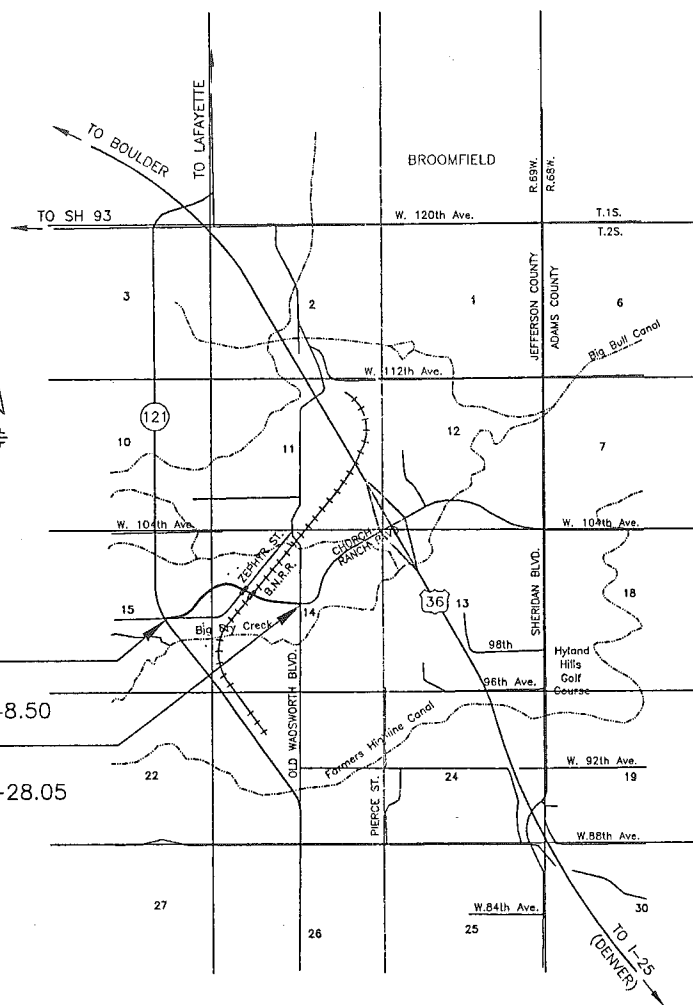 TO LAFAYETTE
TO BOULDER
BROOMFIELD
R.69W.
R.68W.
TO SH 93
W. 120th Ave.
T.1S.
T.2S.
3
2
1
6
JEFFERSON COUNTY
ADAMS COUNTY
Big Bull Canal
W. 112th Ave.
121
10
11
12
7
W. 104th Ave.
W. 104th Ave.
ZEPHYR ST.
B.N.R.R.
CHURCH
RANCH BLVD.
15
14
36
13
18
Big Dry Creek
SHERIDAN BLVD.
98th
Hyland
Hills
Golf
Course
96th Ave.
8.50
OLD WADSWORTH BLVD.
Farmers Highline Canal
28.05
22
PIERCE ST.
24
W. 92th Ave.
19
W.88th Ave.
27
26
25
W.84th Ave.
30
TO I-25
(DENVER)